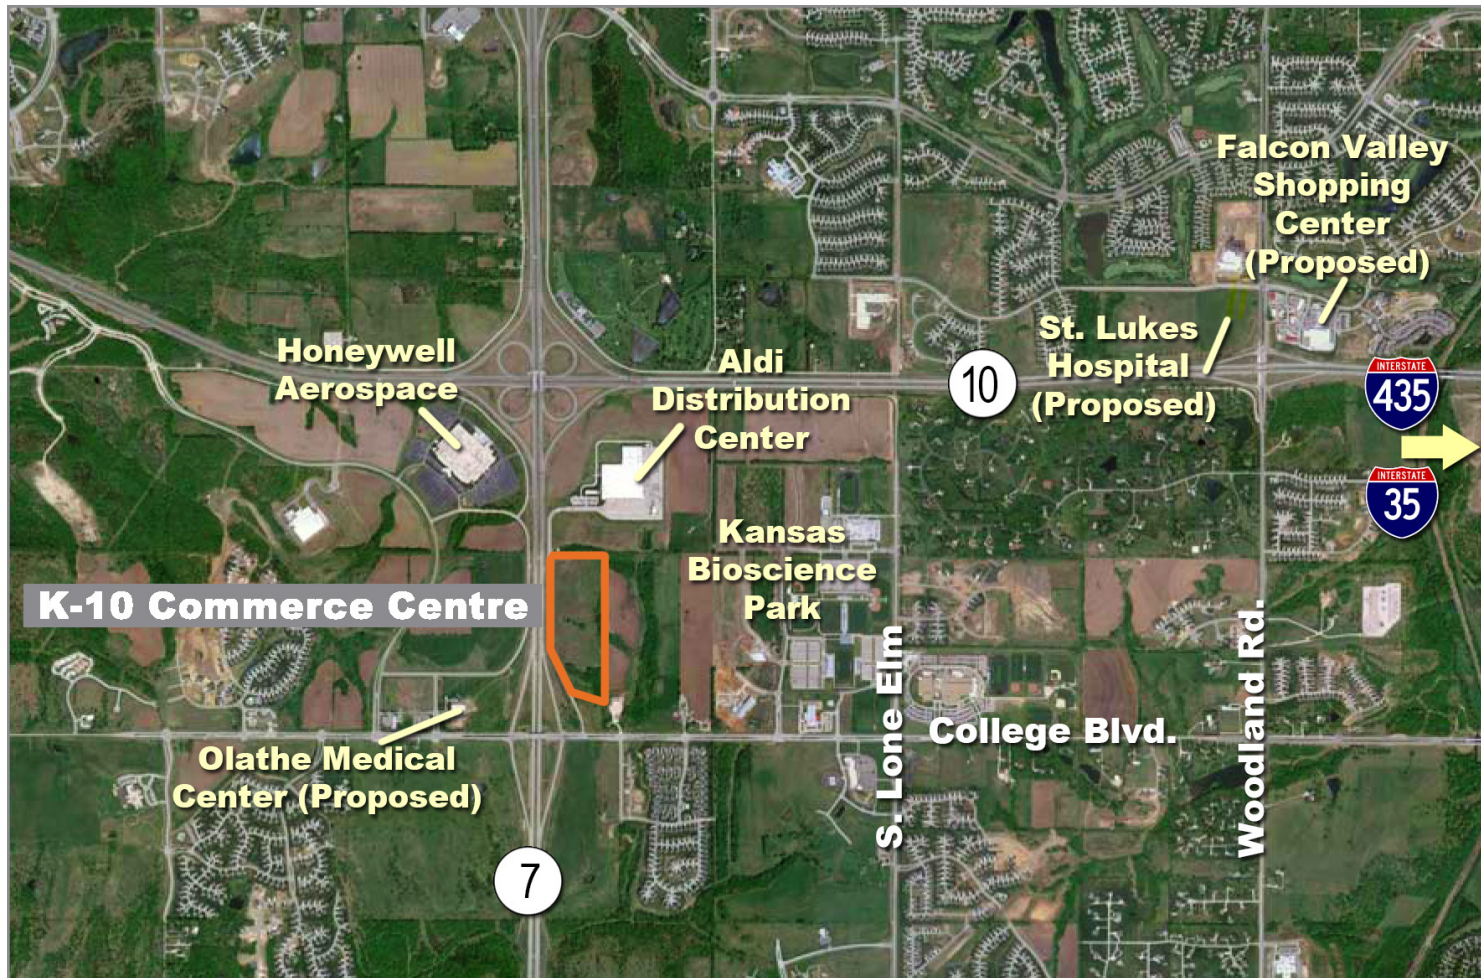 Falcon Valley
Shopping
Center
(Proposed)
St. Lukes
Hospital
(Proposed)
Honeywell
Aerospace
Aldi
Distribution
Center
10
INTERSTATE
435
INTERSTATE
35
Kansas
Bioscience
Park
K-10 Commerce Centre
S. Lone Elm
Woodland Rd.
College Blvd.
Olathe Medical
Center (Proposed)
7